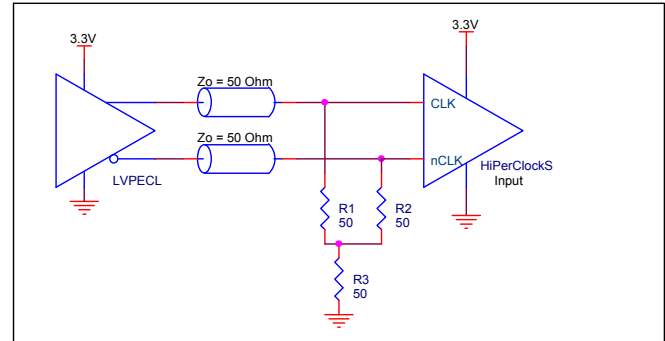 3.3V
3.3V
Zo = 50 Ohm
CLK
Zo = 50 Ohm
nCLK
HiPerClockS
Input
LVPECL
R1
50
R2
50
R3
50